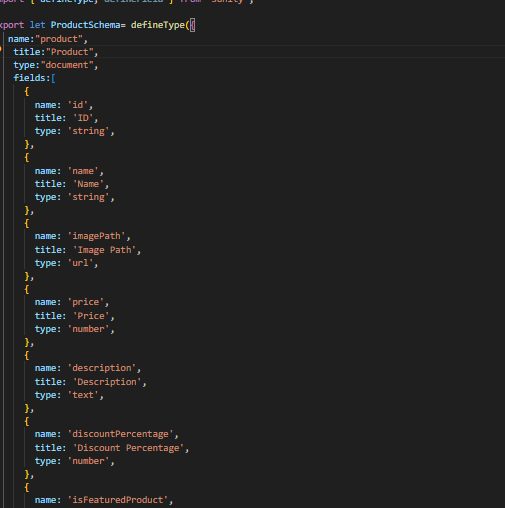 import { defineType, defineField } from "sanity";
export let ProductSchema= defineType({
name:"product",
title:"Product",
type:"document",
fields:[
{
name: 'id',
title: 'ID',
type: 'string',
},
{
name: 'name',
title: 'Name',
type: 'string',
},
{
name: 'imagePath',
title: 'Image Path',
type: 'url',
},
{
name: 'price',
title: 'Price',
type: 'number',
},
{
name: 'description',
title: 'Description',
type: 'text',
},
{
name: 'discountPercentage',
title: 'Discount Percentage',
type: 'number',
},
{
name: 'isFeaturedProduct',